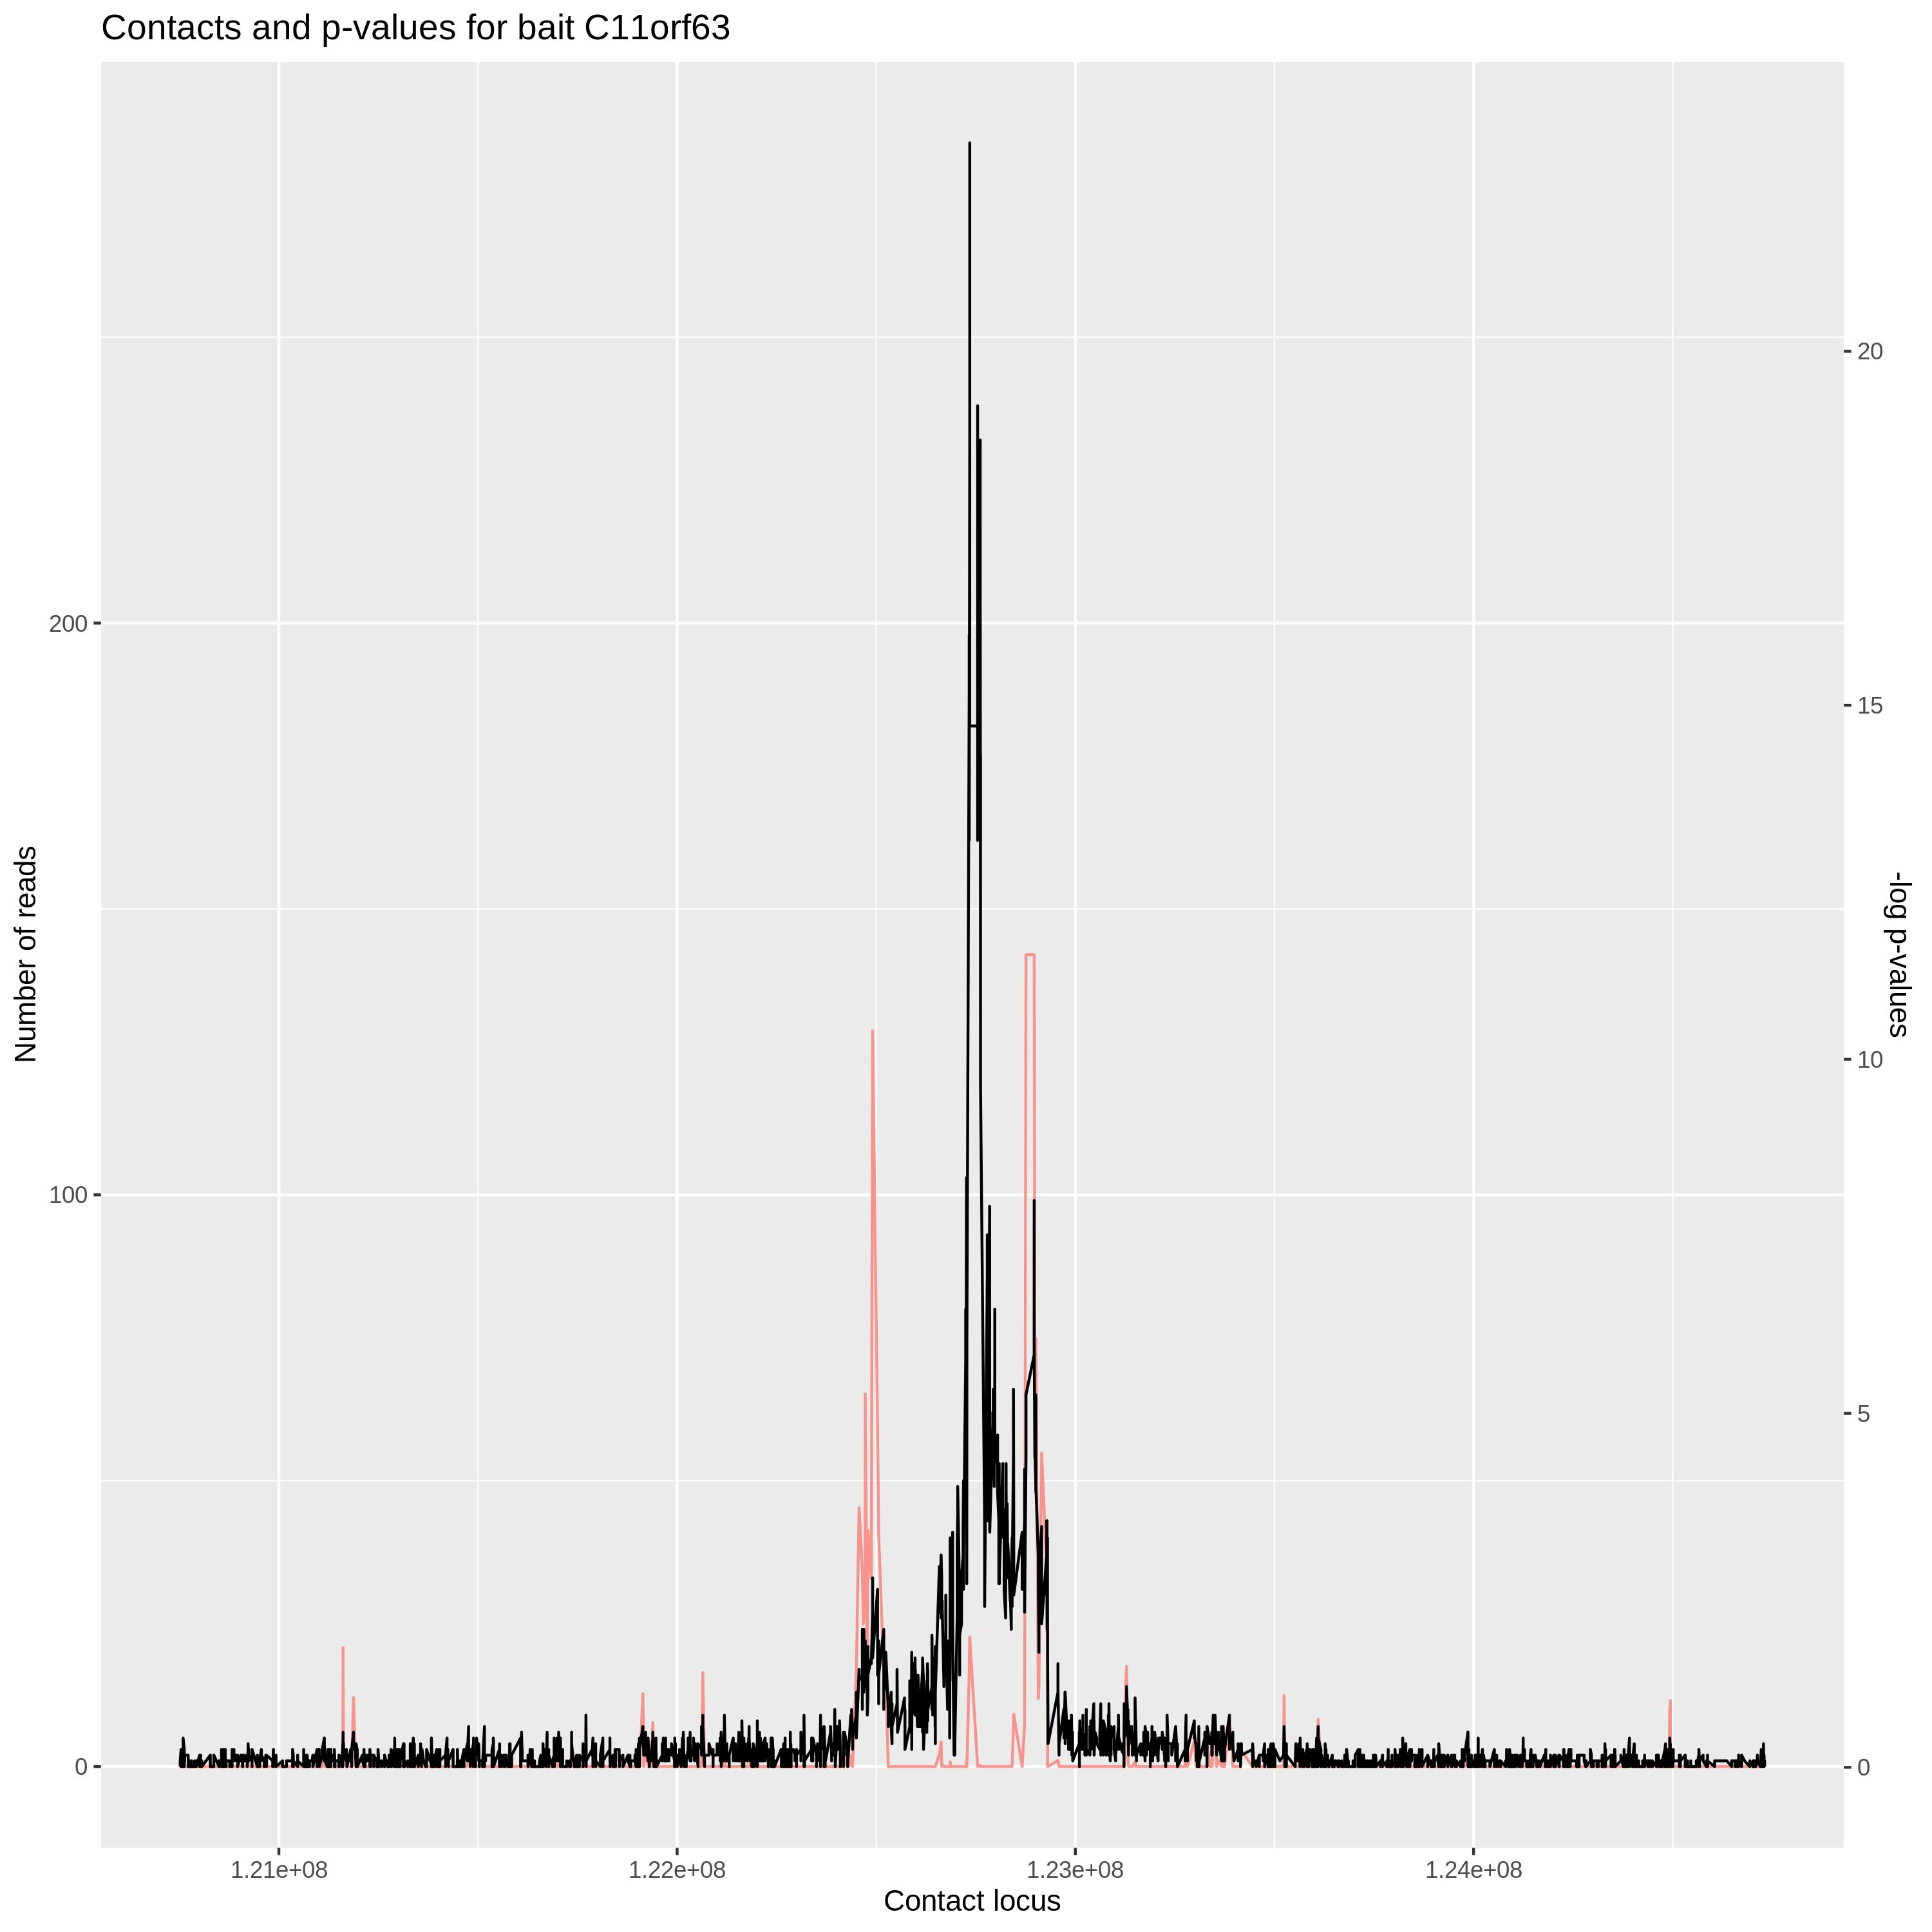 Contacts and p-values for bait C11orf63
Number of reads
200
100
0
20
15
10
5
0
-log p-values
1.21e+08
1.22e+08
1.23e+08
1.24e+08
Contact locus